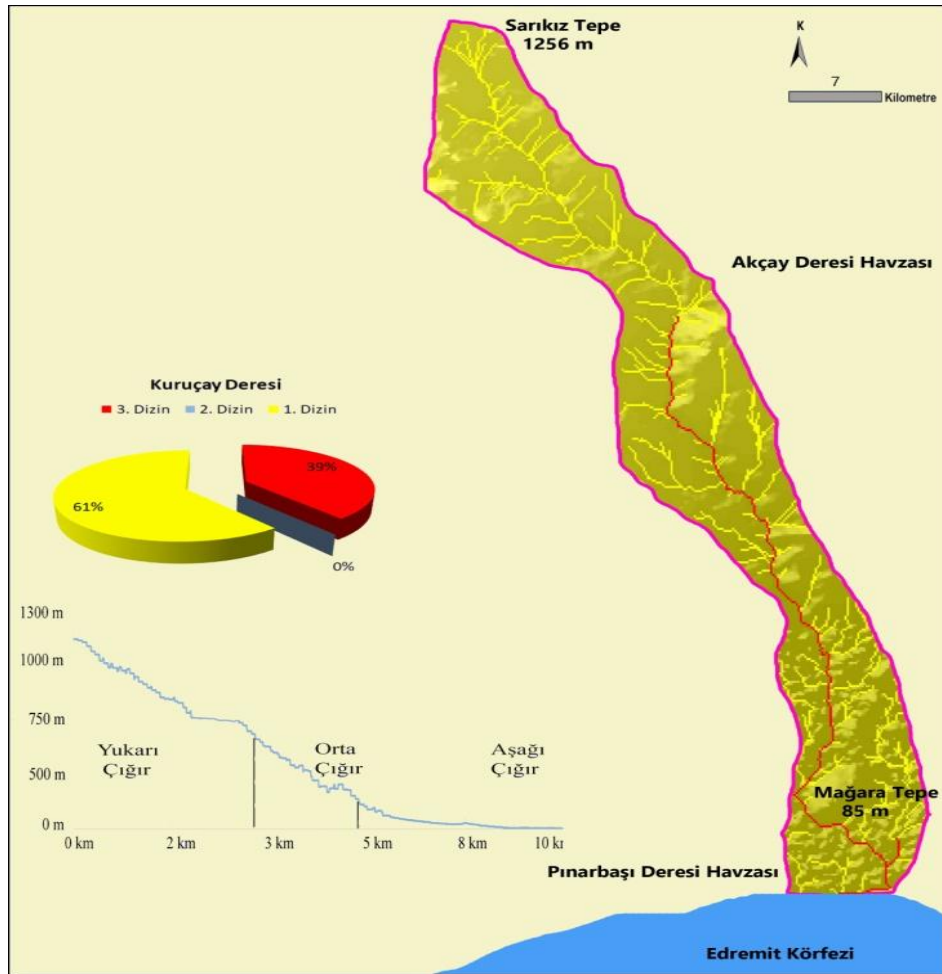 Sarıkız Tepe
1256 m
K
7
Kilometre
Akçay Deresi Havzası
Kuruçay Deresi
3. Dizin 2. Dizin 1. Dizin
39%
61%
0%
1300 m
1000 m
750 m
500 m
0 m
Yukarı
Çığır
Orta
Çığır
Aşağı
Çığır
0 km 2 km 3 km 5 km 8 km 10 kı
Mağara Tepe
85 m
Pınarbaşı Deresi Havzası
Edremit Körfezi